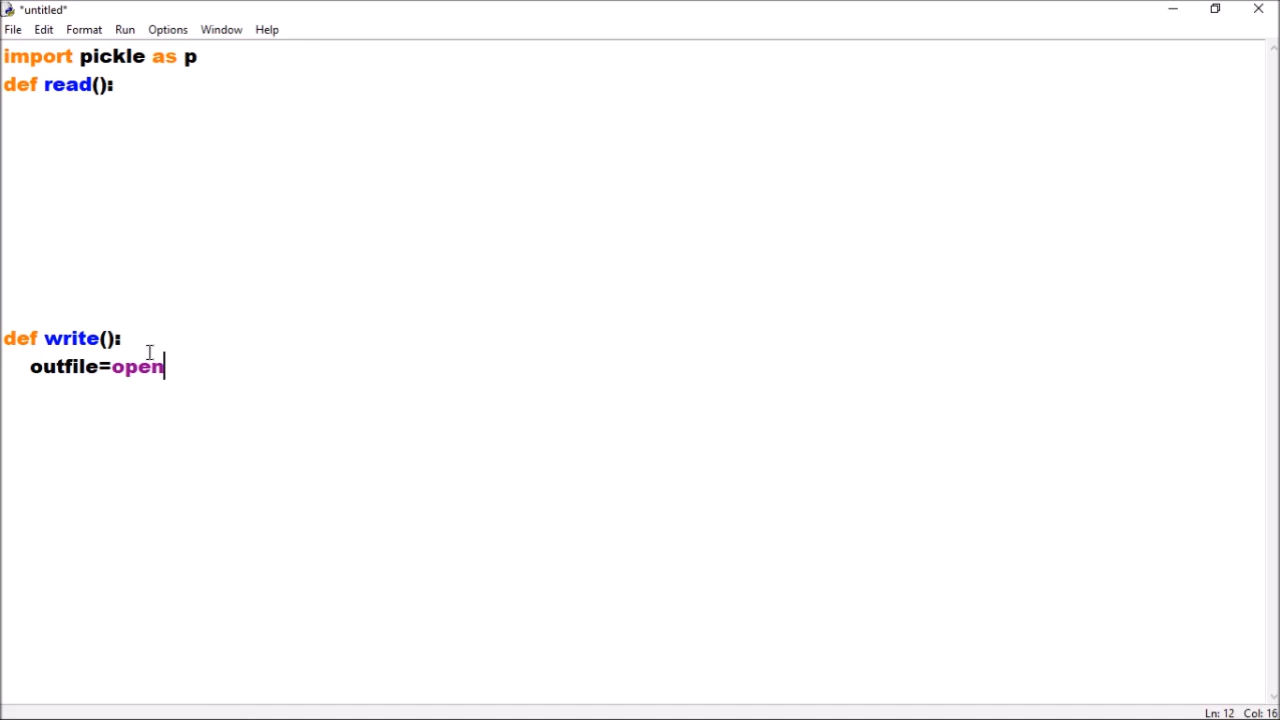 *untitled*
File Edit Format Run Options Window Help
import pickle as p
def read():
def write():
outfile=open
Ln: 12 Col: 16